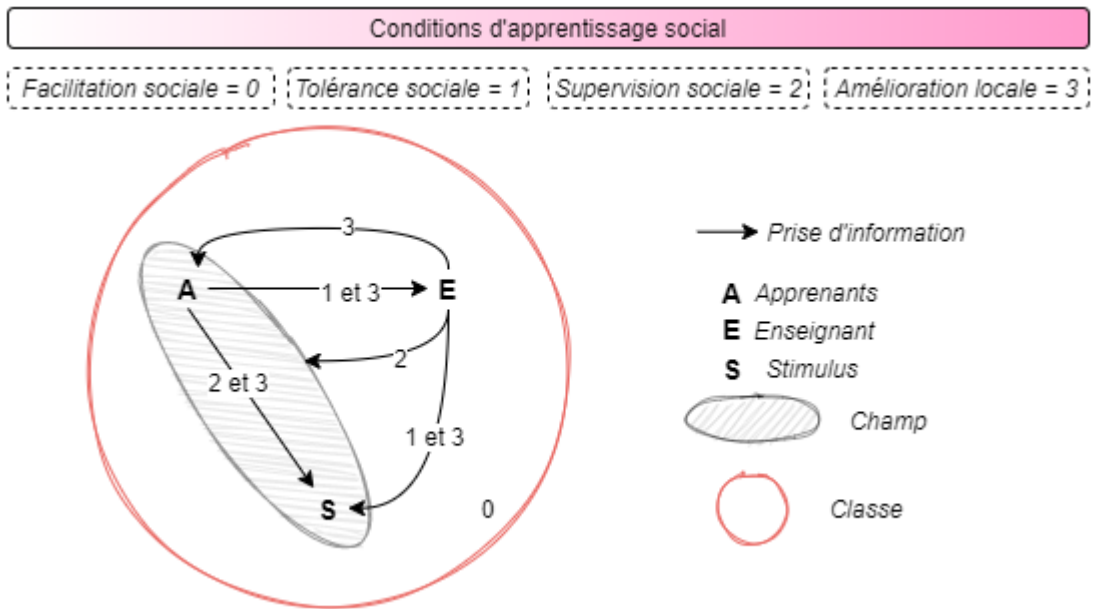 Conditions d'apprentissage social
Facilitation sociale = 0
Tolérance sociale = 1
Supervision sociale = 2
Amélioration locale = 3
3
A
1 et 3
E
2
2 et 3
1 et 3
S
0
Prise d'information
A Apprenants
E Enseignant
S Stimulus
Champ
Classe